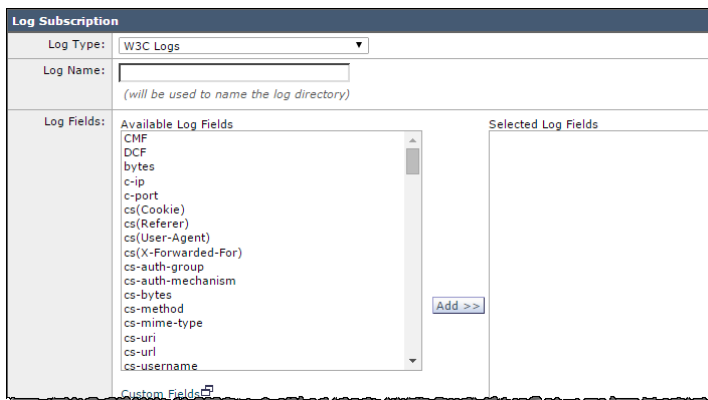 Log Subscription
Log Type:
W3C Logs
Log Name:
(will be used to name the log directory)
Log Fields:
Available Log Fields
Selected Log Fields
CMF
DCF
bytes
c-ip
c-port
cs(Cookie)
cs(Referer)
cs(User-Agent)
cs(X-Forwarded-For)
cs-auth-group
cs-auth-mechanism
cs-bytes
cs-method
cs-mime-type
cs-uri
cs-url
cs-username
Add >>
Custom Fields